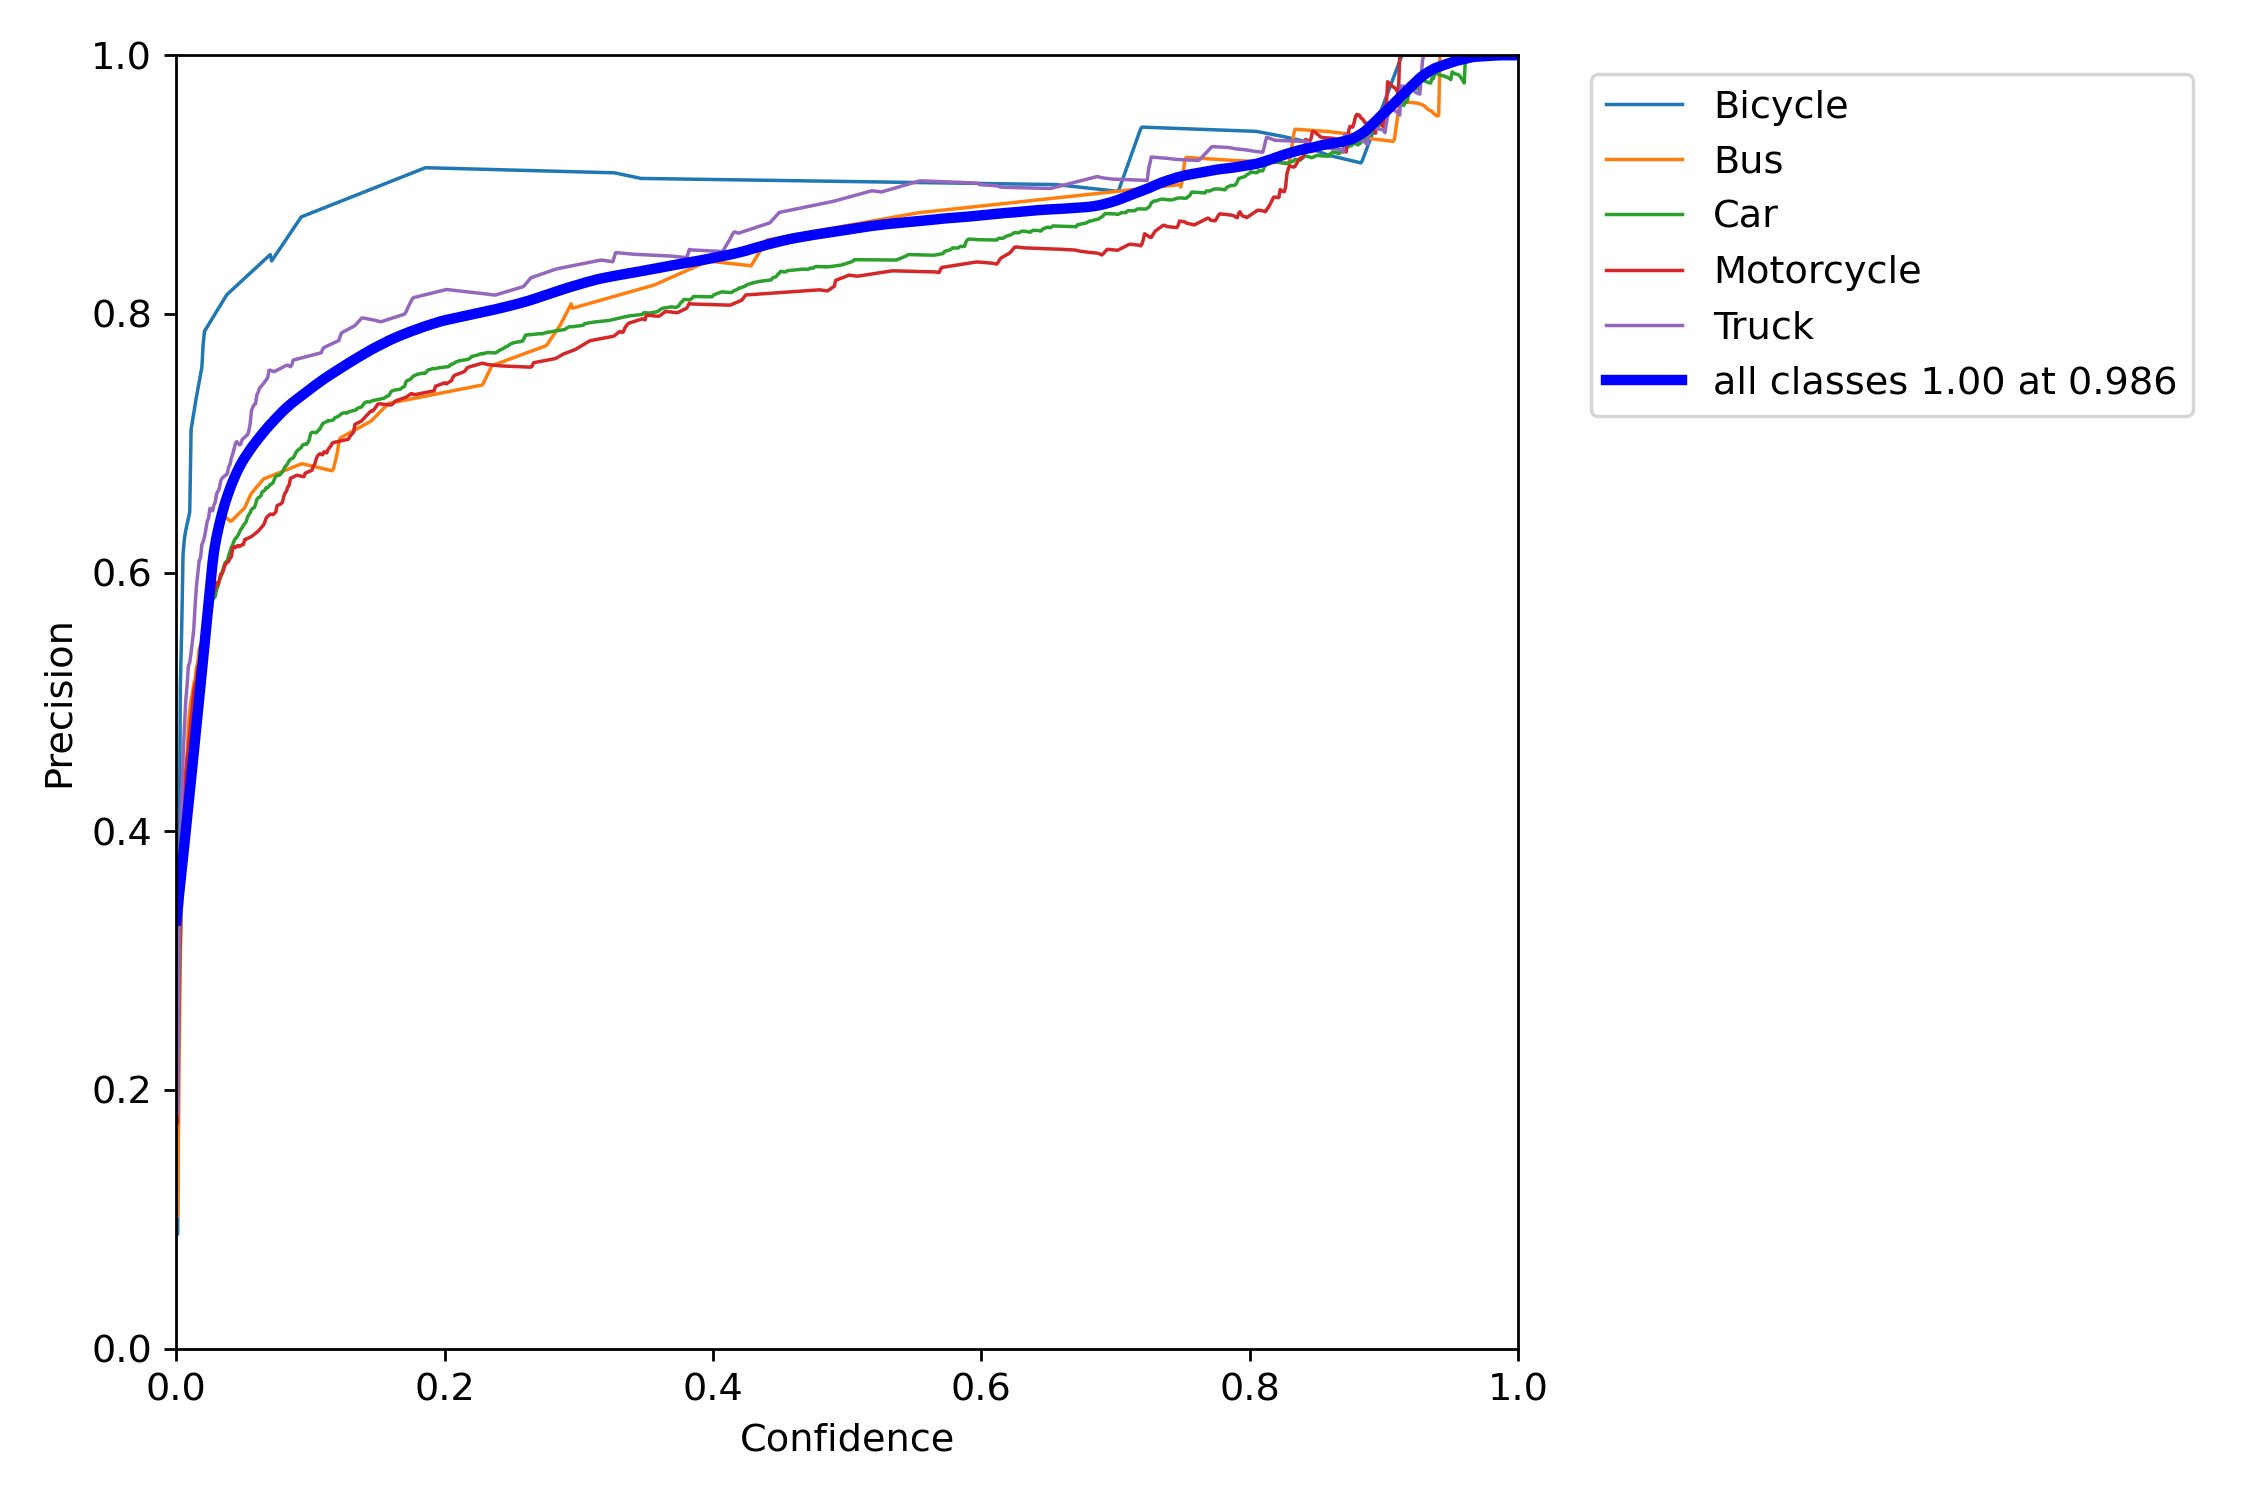 1.0
0.8
0.6
0.4
0.2
0.0
0.0 0.2 0.4 0.6 0.8 1.0
Precision
Confidence
Bicycle
Bus
Car
Motorcycle
Truck
all classes 1.00 at 0.986